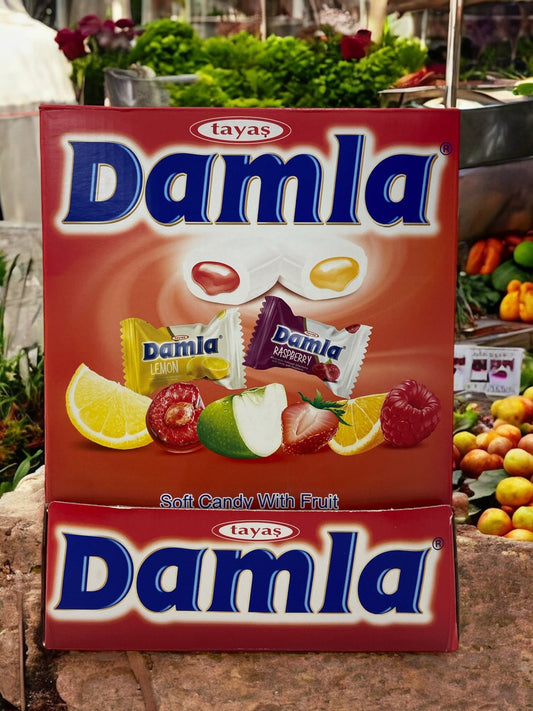 tayaş
Damla®
Damla
LEMON
Damla
RASPBERRY
Soft Candy With Fruit
tayaş
Damla®